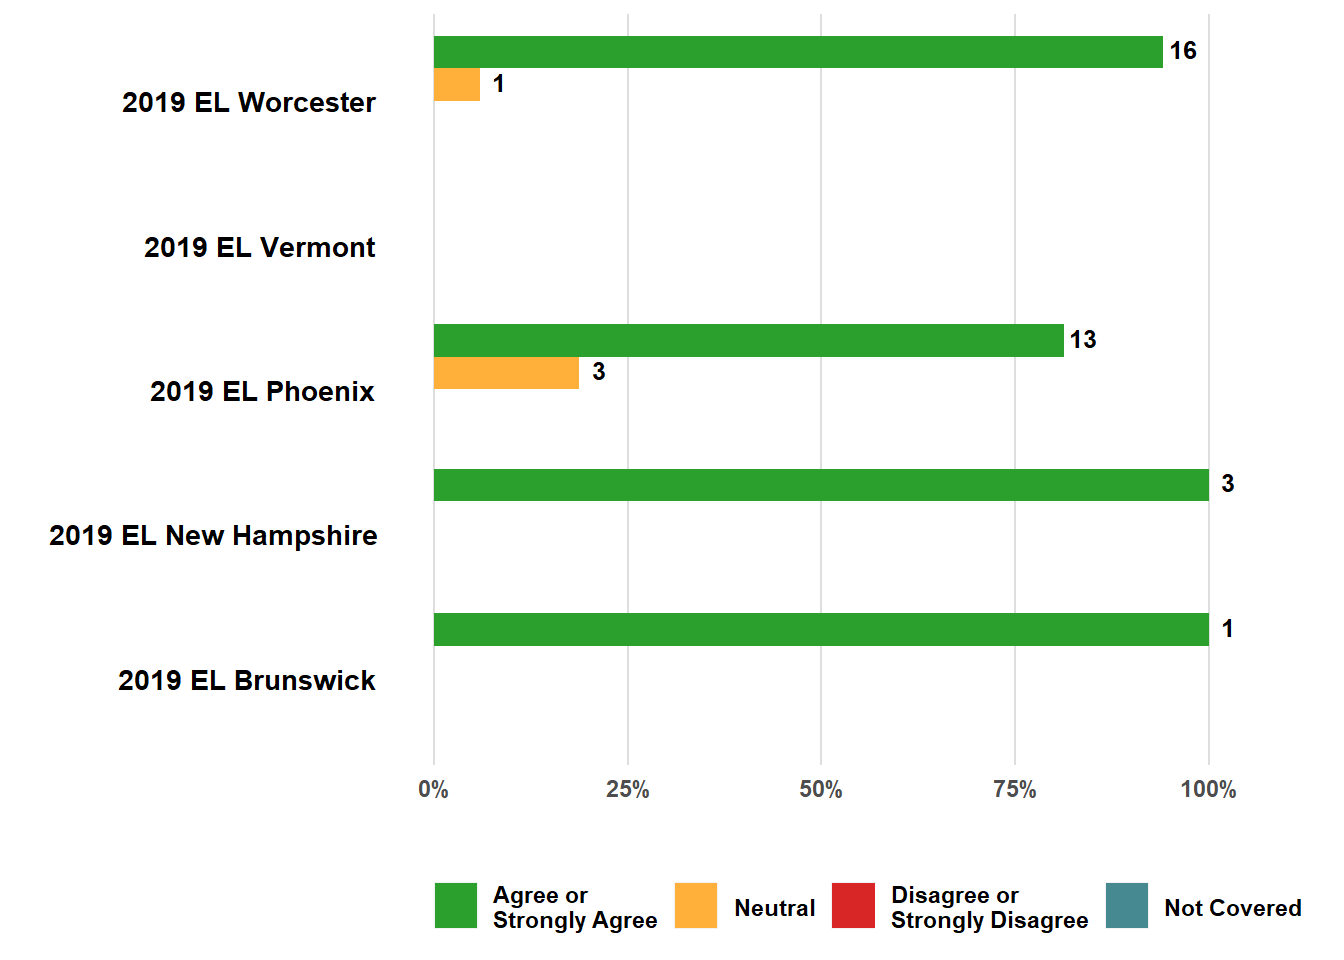 16
1
2019 EL Worcester
2019 EL Vermont
13
3
2019 EL Phoenix
3
2019 EL New Hampshire
1
2019 EL Brunswick
0% 25% 50% 75% 100%
Agree or
Strongly Agree
Neutral
Disagree or
Strongly Disagree
Not Covered